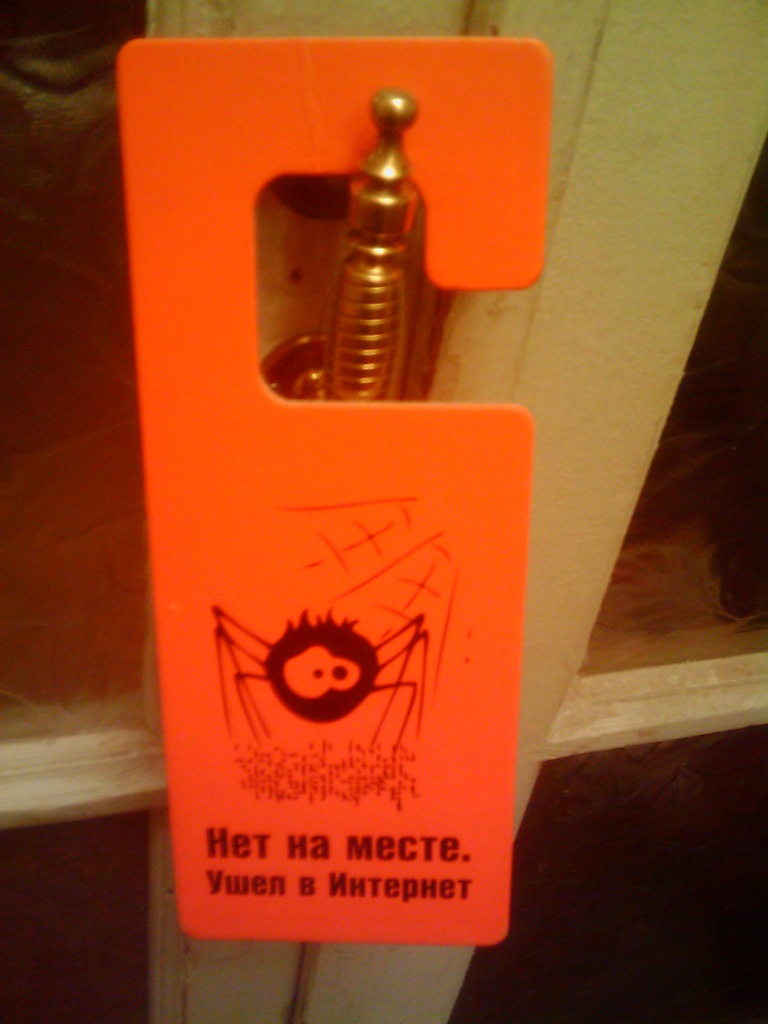 Нет на месте.
Ушел в Интернет